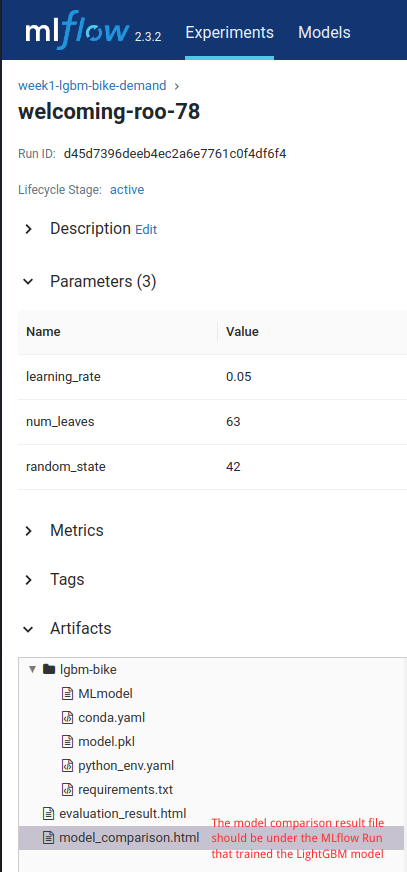 mlflow 2.3.2 Experiments Models
week1-lgbm-bike-demand ›
welcoming-roo-78
Run ID: d45d7396deeb4ec2a6e7761c0f4df6f4
Lifecycle Stage: active
Description Edit
Parameters (3)
Name Value
learning_rate 0.05
num_leaves 63
random_state 42
Metrics
Tags
Artifacts
lgbm-bike
MLmodel
conda.yaml
model.pkl
python_env.yaml
requirements.txt
evaluation_result.html
model_comparison.html
The model comparison result file
should be under the MLflow Run
that trained the LightGBM model